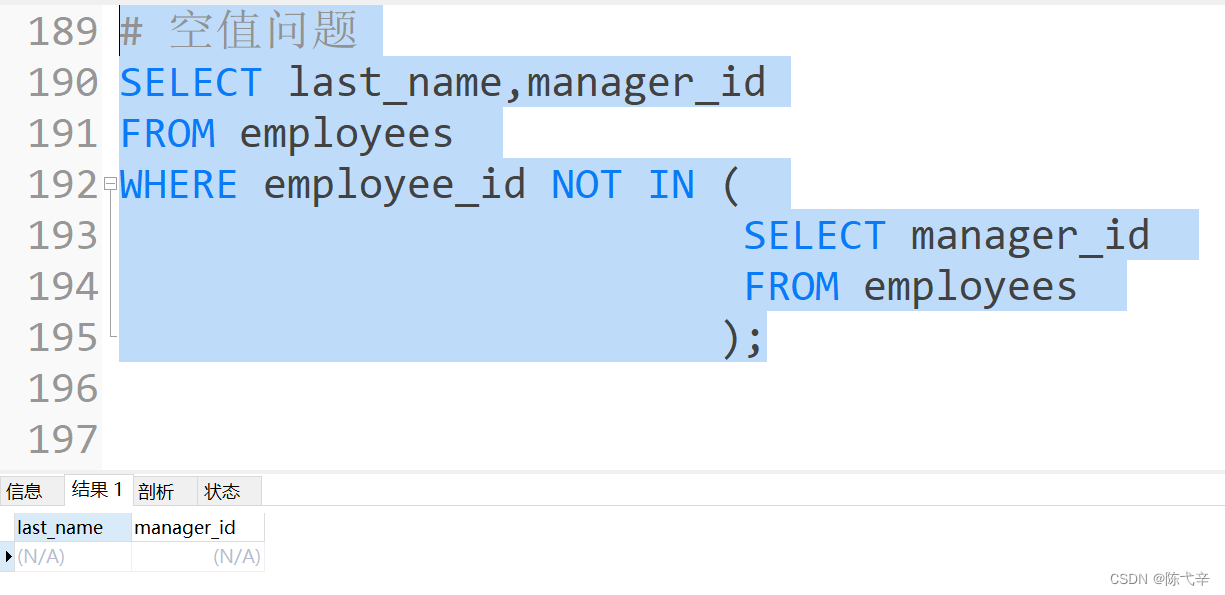 189 # 空值问题
190 SELECT last_name,manager_id
191 FROM employees
192 WHERE employee_id NOT IN (
193 SELECT manager_id
194 FROM employees
195 );
196
197
信息 结果 1 剖析 状态
last_name manager_id
(N/A) (N/A)
CSDN @陈弋辛